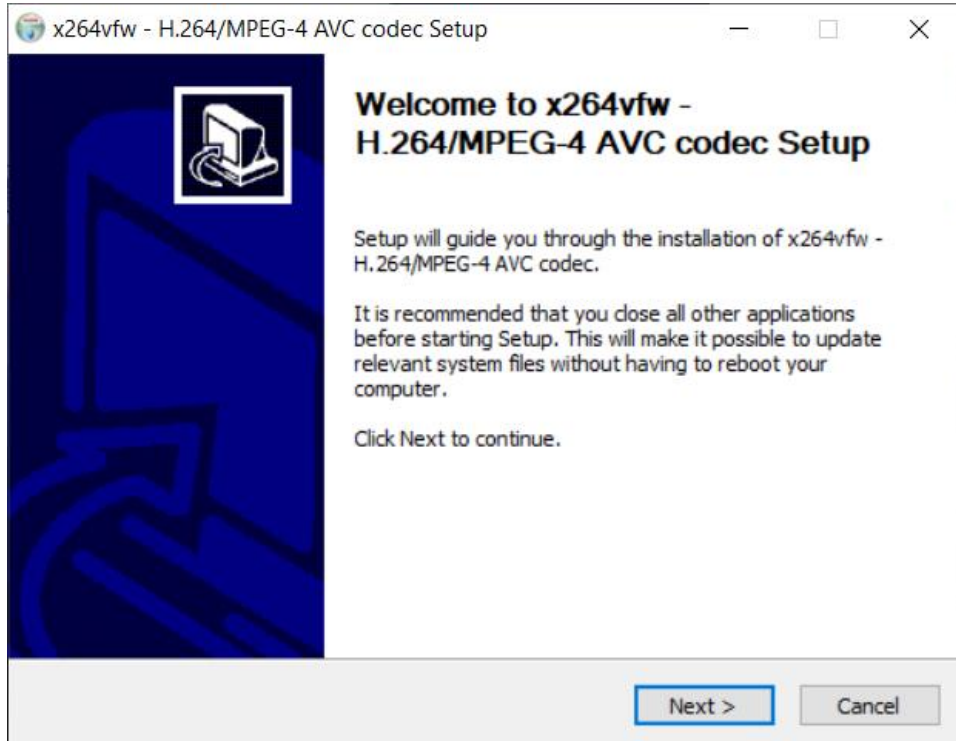 x264vfw - H.264/MPEG-4 AVC codec Setup
Welcome to x264vfw -
H.264/MPEG-4 AVC codec Setup
Setup will guide you through the installation of x264vfw -
H.264/MPEG-4 AVC codec.
It is recommended that you close all other applications
before starting Setup. This will make it possible to update
relevant system files without having to reboot your
computer.
Click Next to continue.
Next >
Cancel